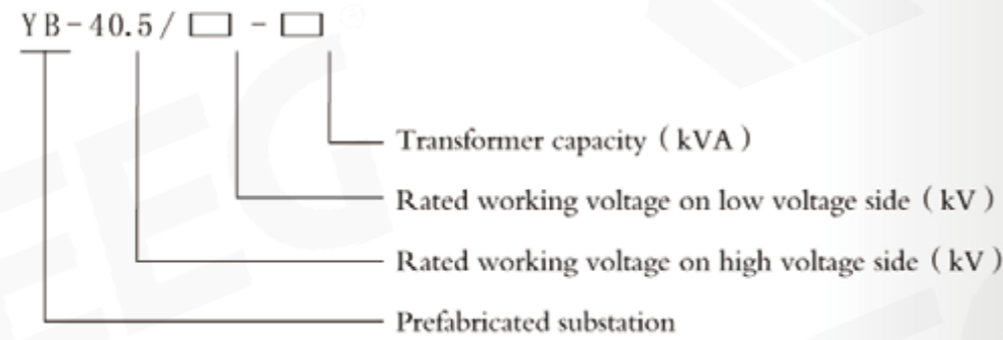 YB-40.5/□-□
Transformer capacity（kVA）
Rated working voltage on low voltage side（kV）
Rated working voltage on high voltage side（kV）
Prefabricated substation